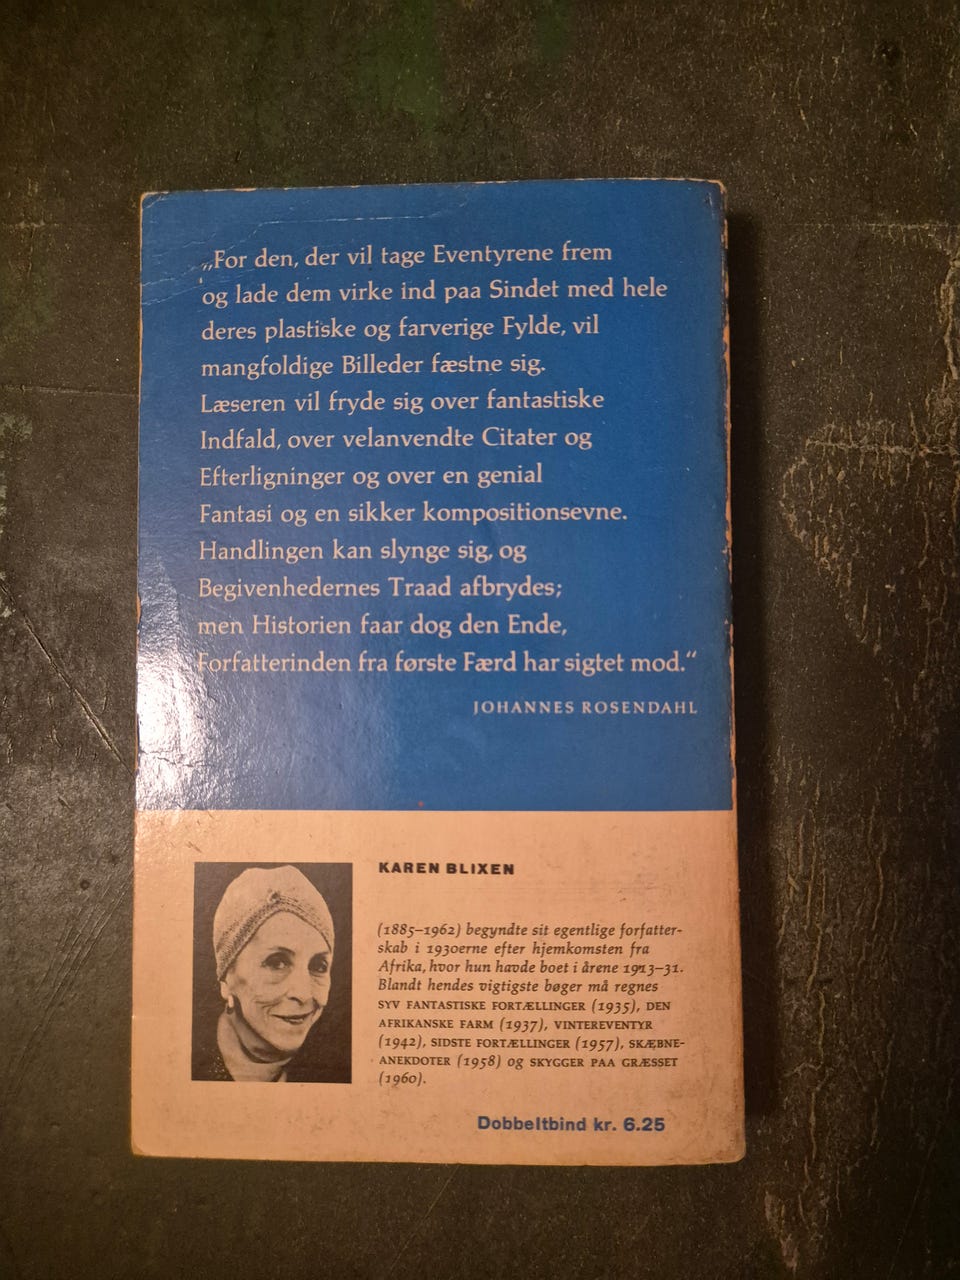 „For den, der vil tage Eventyrene frem
og lade dem virke ind paa Sindet med hele
deres plastiske og farverige Fylde, vil
mangfoldige Billeder fæstne sig.
Læseren vil fryde sig over fantastiske
Indfald, over velanvendte Citater og
Efterligninger og over en genial
Fantasi og en sikker kompositionsevne.
Handlingen kan slynge sig, og
Begivenhedernes Traad afbrydes;
men Historien faar dog den Ende,
Forfatterinden fra første Færd har sigtet mod.“
JOHANNES ROSENDAHL
KAREN BLIXEN
(1885–1962) begyndte sit egentlige forfatter-
skab i 1930erne efter hjemkomsten fra
Afrika, hvor hun havde boet i årene 1913–31.
Blandt hendes vigtigste bøger må regnes
SYV FANTASTISKE FORTÆLLINGER (1935), DEN
AFRIKANSKE FARM (1937), VINTEREVENTYR
(1942), SIDSTE FORTÆLLINGER (1957), SKÆBNE-
ANEKDOTER (1958) og SKYGGER PAA GRÆSSET
(1960).
Dobbeltbind kr. 6.25